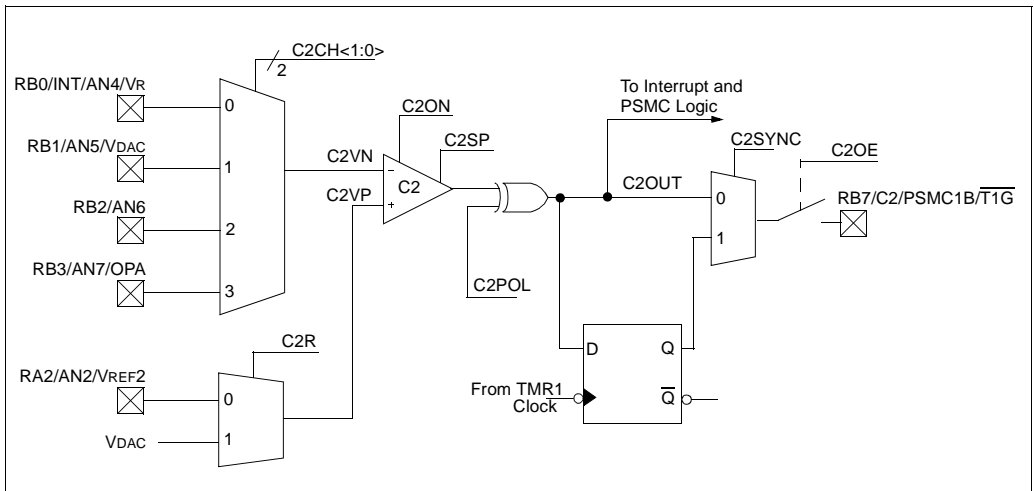 C2CH<1:0>
2
RB0/INT/AN4/VR
0
RB1/AN5/VDAC
1
RB2/AN6
2
RB3/AN7/OPA
3
C2VN
C2VP
C2ON
C2SP
−
C2
+
C2POL
To Interrupt and
PSMC Logic
C2OUT
C2SYNC
0
1
C2OE
RB7/C2/PSMC1B/T̅1̅G̅
C2R
RA2/AN2/VREF2
0
VDAC
1
D
Q
From TMR1
Clock
Q̅